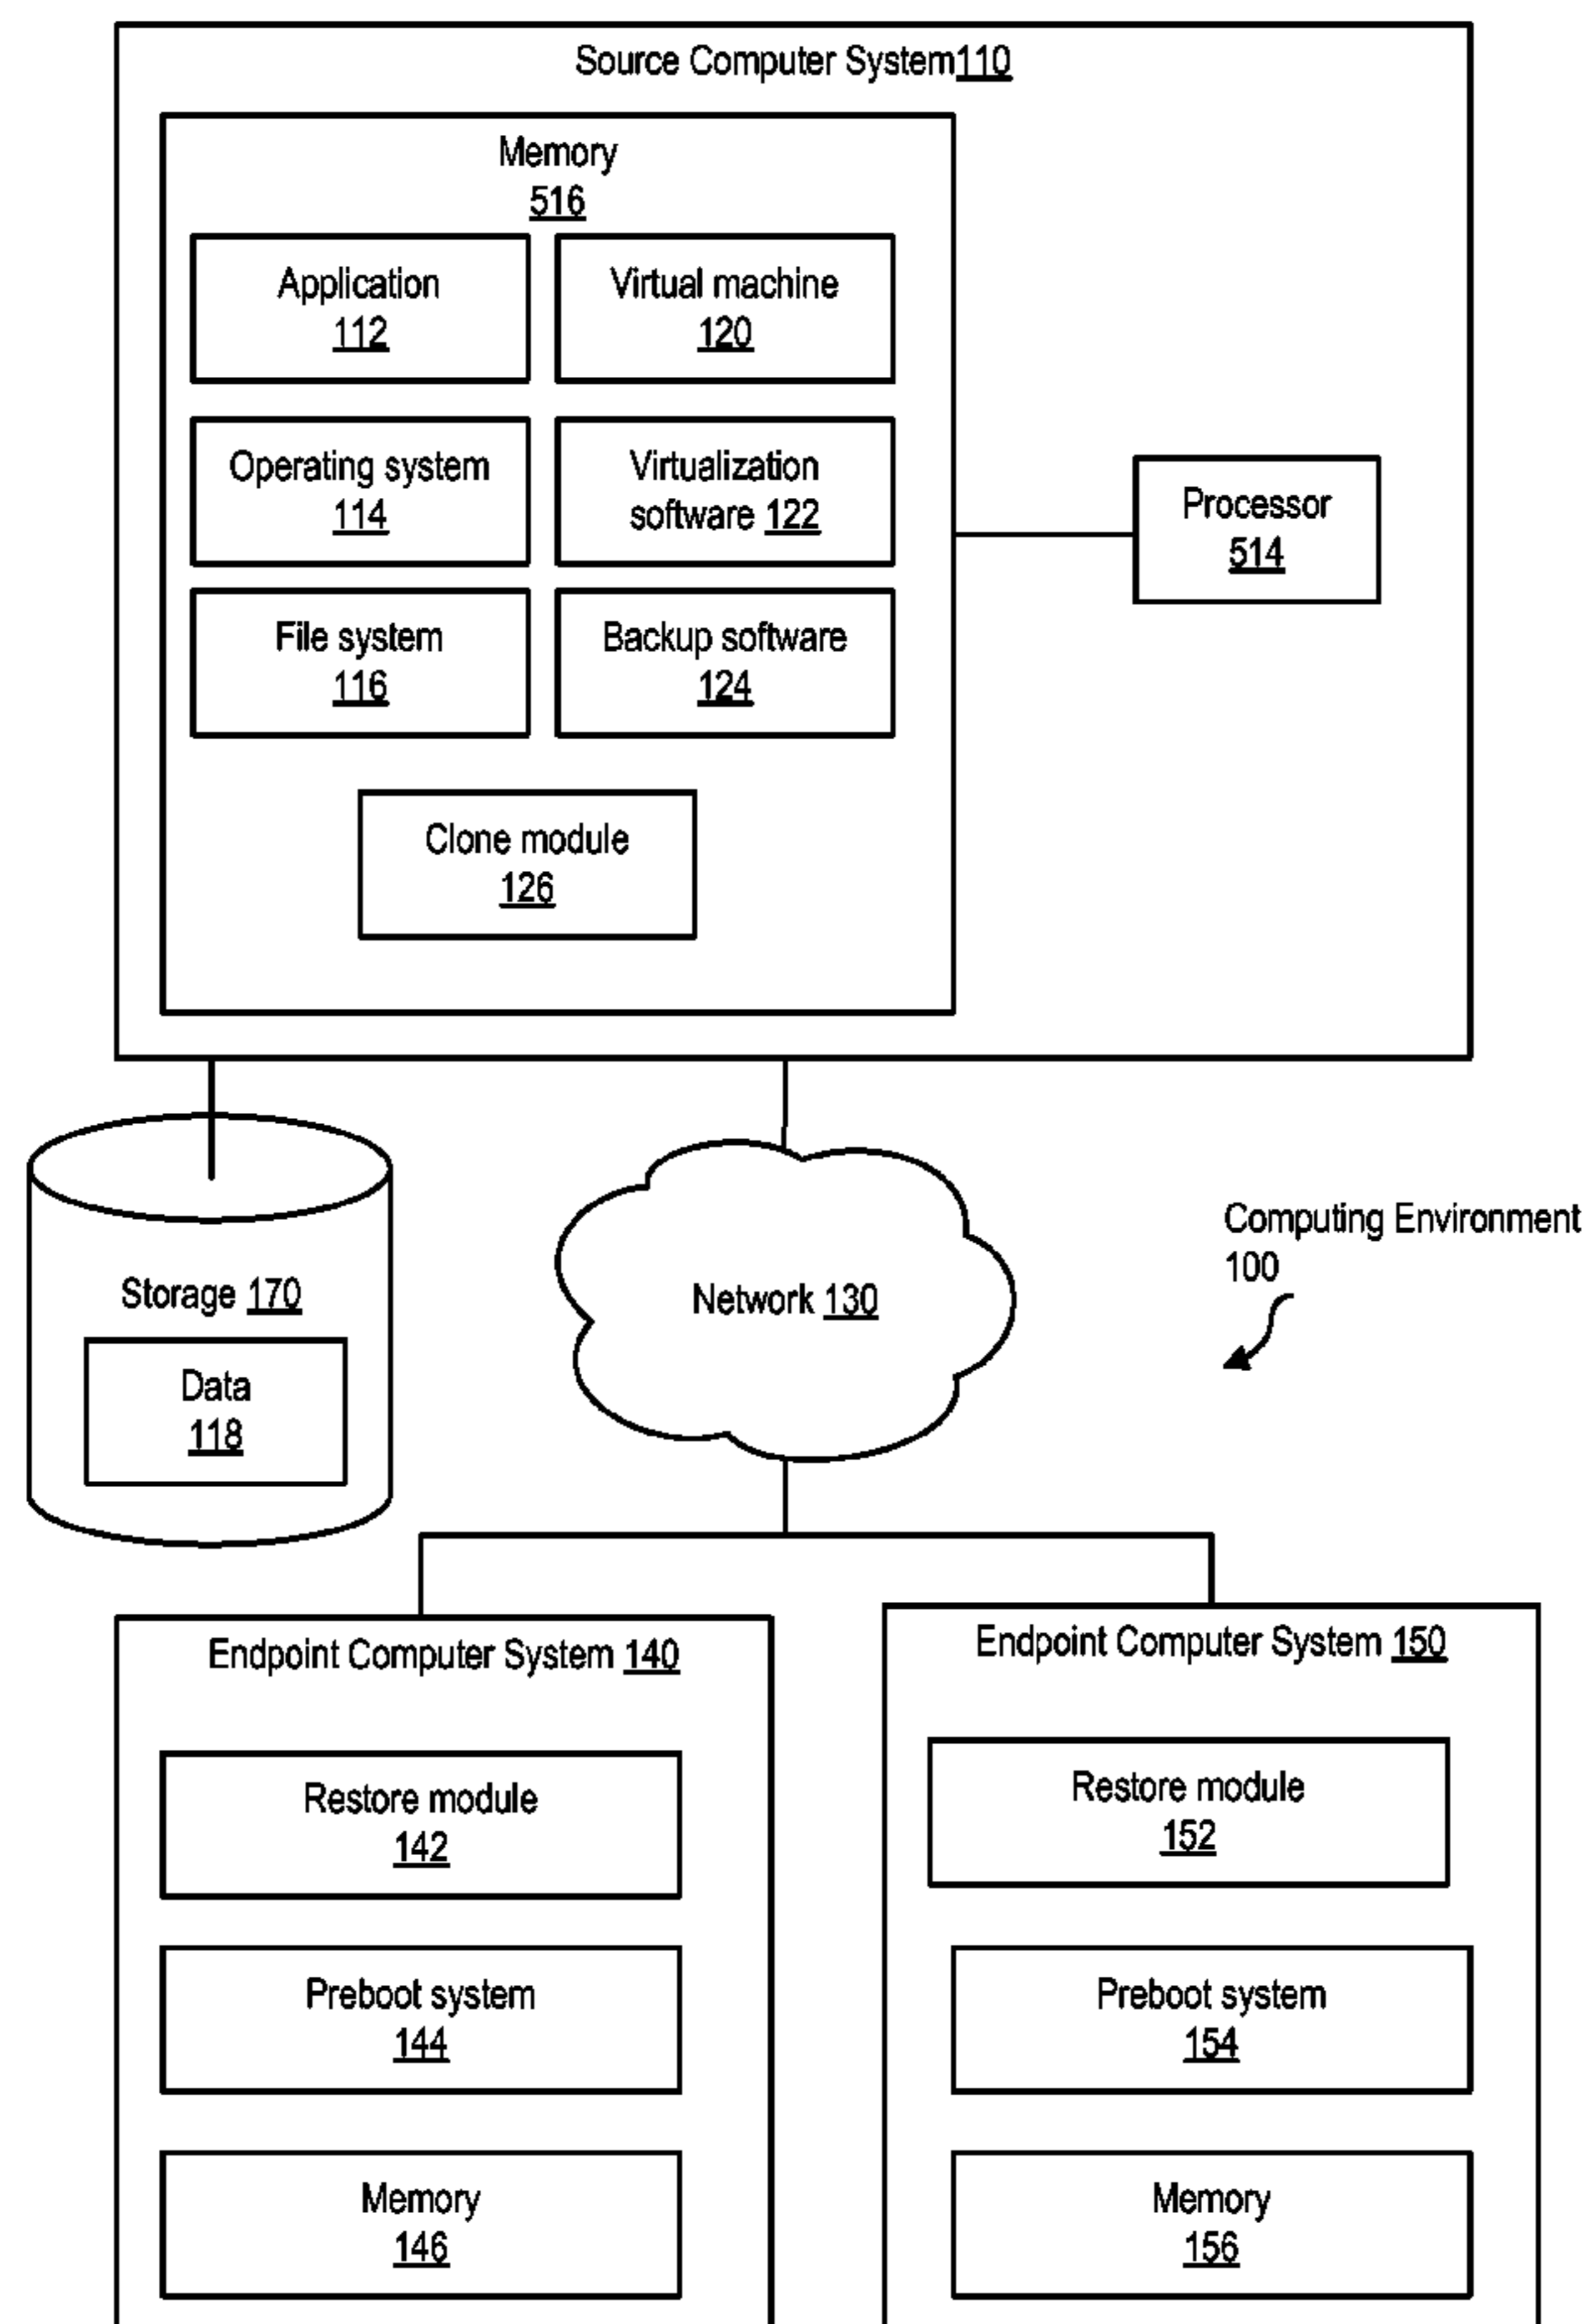 Source Computer System110
Memory
516
Application
112
Virtual machine
120
Operating system
114
Virtualization
software 122
Processor
514
File system
116
Backup software
124
Clone module
126
Computing Environment
100
Storage 170
Network 130
Data
118
Endpoint Computer System 140
Restore module
142
Preboot system
144
Memory
146
Endpoint Computer System 150
Restore module
152
Preboot system
154
Memory
156